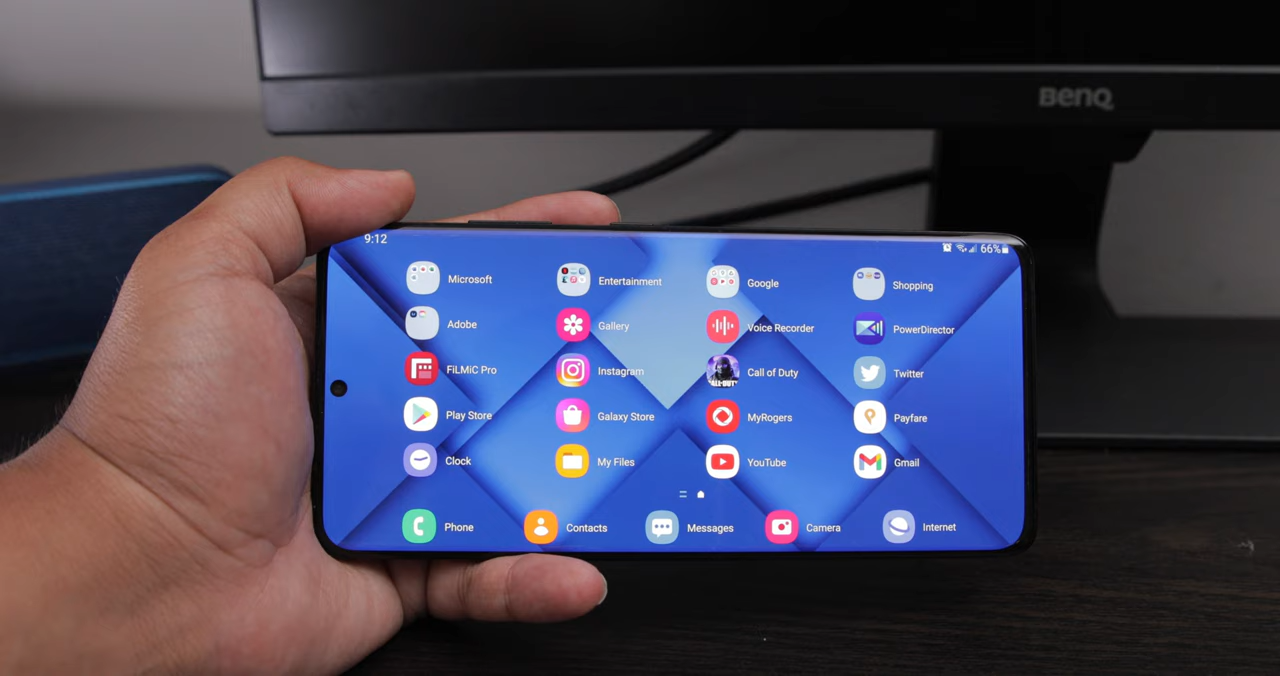 BenQ
9:12
66%
Microsoft Entertainment Google Shopping
Adobe Gallery Voice Recorder PowerDirector
FiLMiC Pro Instagram Call of Duty Twitter
Play Store Galaxy Store MyRogers Payfare
Clock My Files YouTube Gmail
Phone Contacts Messages Camera Internet